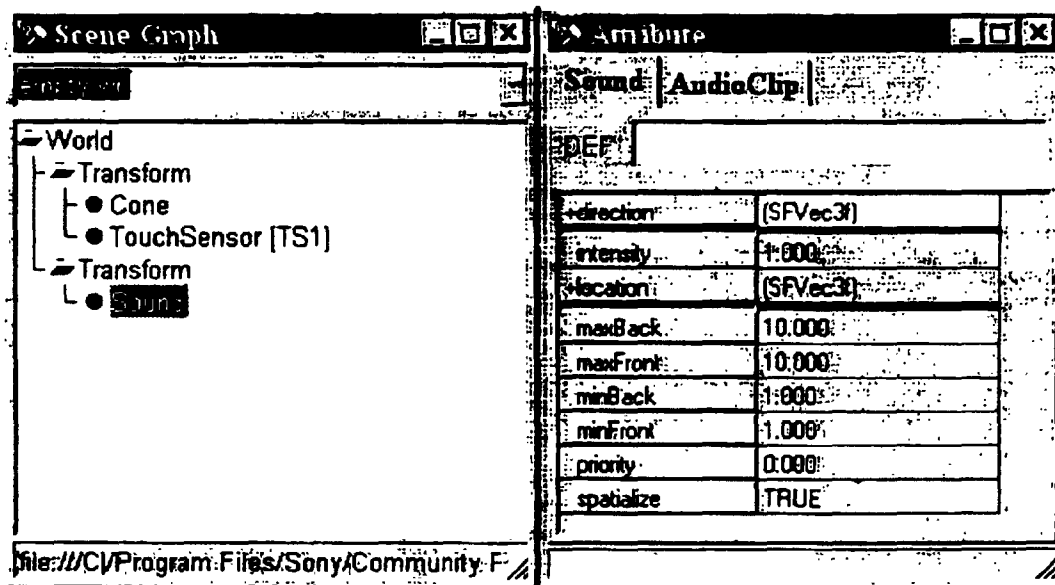 Scene Graph
World
Transform
Cone
TouchSensor [TS1]
Transform
Sound
file:///C|/Program Files/Sony/Community F
Attribute
Sound AudioClip
DEF
+direction (SFVec3f)
intensity 1.000
+location (SFVec3f)
maxBack 10.000
maxFront 10.000
minBack 1.000
minFront 1.000
priority 0.000
spatialize TRUE